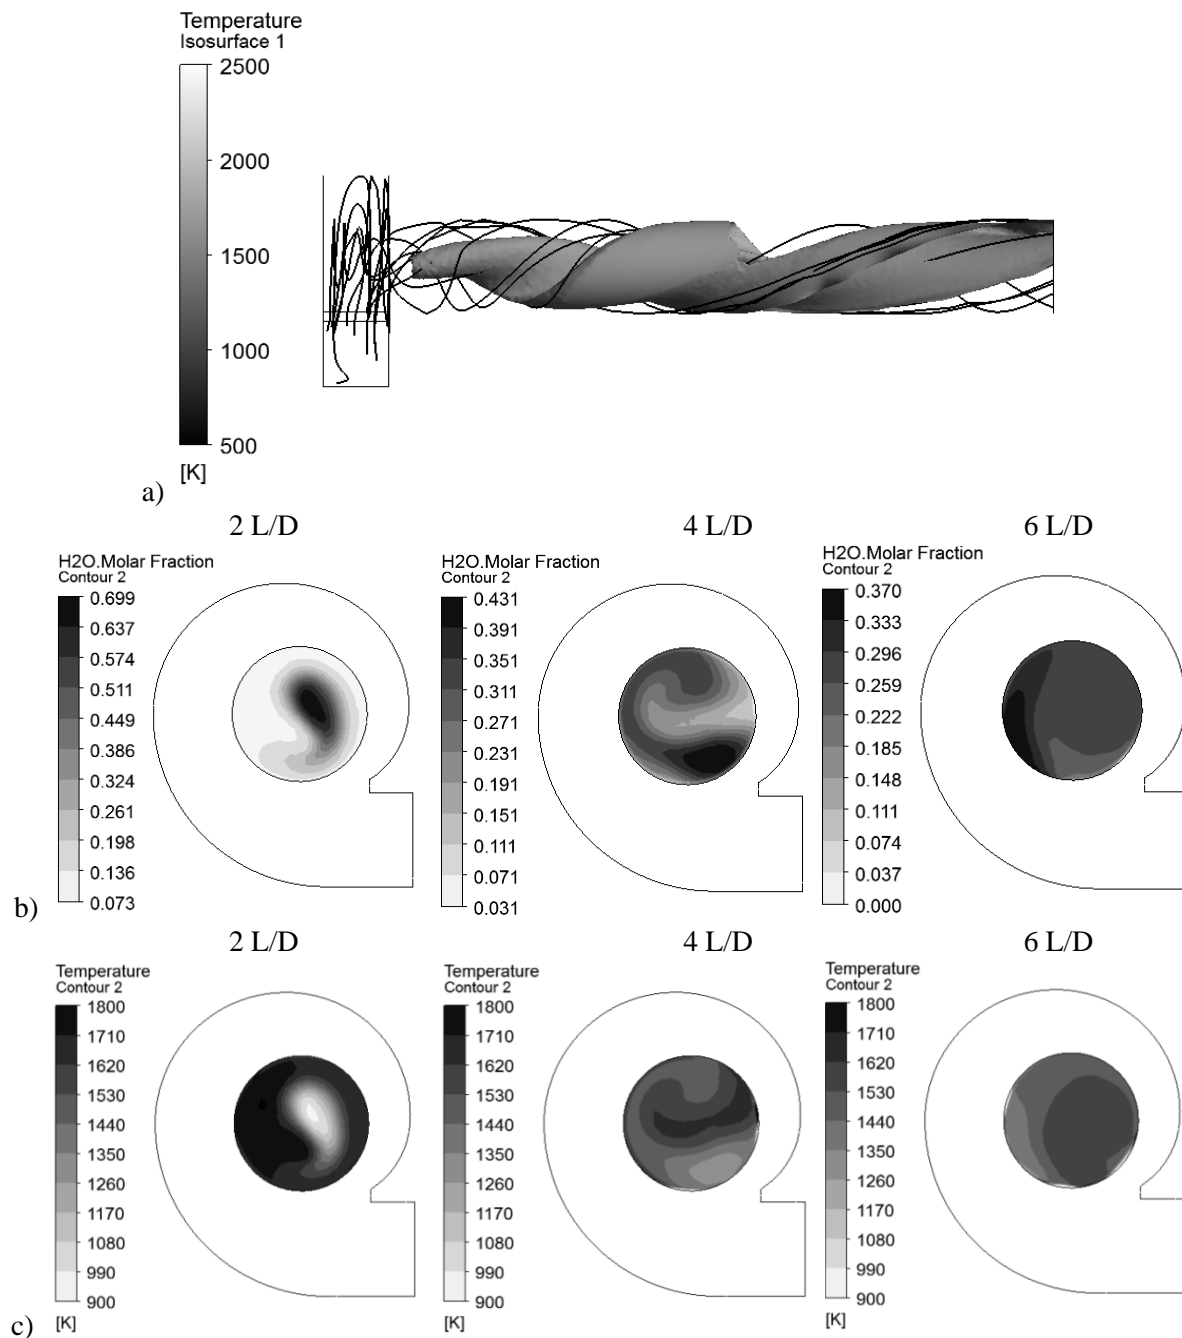 Temperature
Isosurface 1
2500
2000
1500
1000
500
[K]
a)
2 L/D
4 L/D
6 L/D
H2O.Molar Fraction
Contour 2
0.699
0.637
0.574
0.511
0.449
0.386
0.324
0.261
0.198
0.136
0.073
H2O.Molar Fraction
Contour 2
0.431
0.391
0.351
0.311
0.271
0.231
0.191
0.151
0.111
0.071
0.031
H2O.Molar Fraction
Contour 2
0.370
0.333
0.296
0.259
0.222
0.185
0.148
0.111
0.074
0.037
0.000
b)
2 L/D
4 L/D
6 L/D
Temperature
Contour 2
1800
1710
1620
1530
1440
1350
1260
1170
1080
990
900
[K]
Temperature
Contour 2
1800
1710
1620
1530
1440
1350
1260
1170
1080
990
900
[K]
Temperature
Contour 2
1800
1710
1620
1530
1440
1350
1260
1170
1080
990
900
[K]
c)